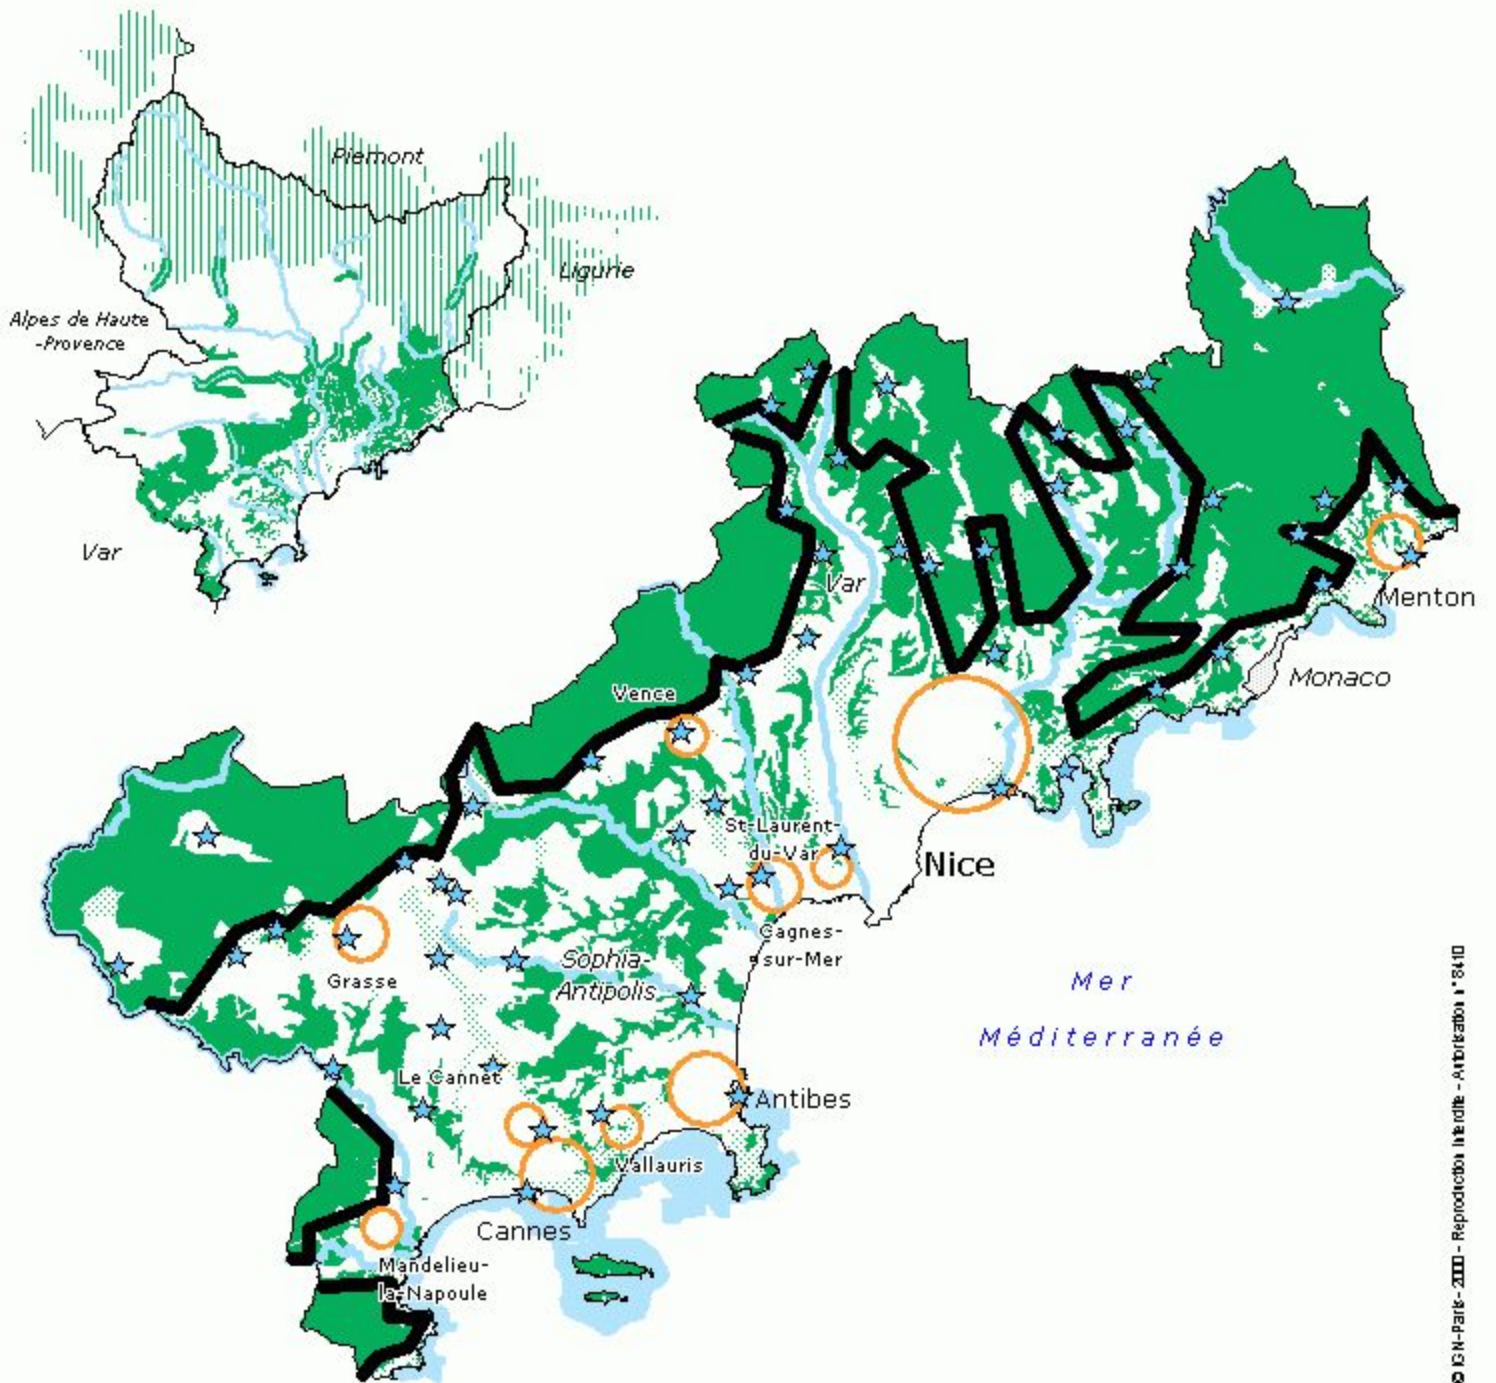 Piemont
Ligurie
Alpes de Haute
-Provence
Var
Var
Menton
Monaco
Vence
St-Laurent-
du-Var
Nice
Cagnes-
sur-Mer
Grasse
Sophia-
Antipolis
Mer
Méditerranée
Le Cannet
Antibes
Vallauris
Cannes
Mandelieu-
la-Napoule
© IGN-Paris- 2000 - Reproduction Interdite - Autorisation n° 8410